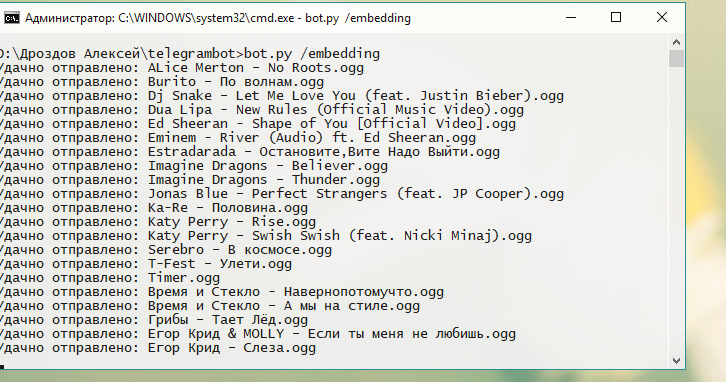 Администратор: C:\WINDOWS\system32\cmd.exe - bot.py /embedding
D:\Дроздов Алексей\telegrambot>bot.py /embedding
Удачно отправлено: ALice Merton - No Roots.ogg
Удачно отправлено: Burito - По волнам.ogg
Удачно отправлено: Dj Snake - Let Me Love You (feat. Justin Bieber).ogg
Удачно отправлено: Dua Lipa - New Rules (Official Music Video).ogg
Удачно отправлено: Ed Sheeran - Shape of You [Official Video].ogg
Удачно отправлено: Eminem - River (Audio) ft. Ed Sheeran.ogg
Удачно отправлено: Estradarada - Остановите,Вите Надо Выйти.ogg
Удачно отправлено: Imagine Dragons - Believer.ogg
Удачно отправлено: Imagine Dragons - Thunder.ogg
Удачно отправлено: Jonas Blue - Perfect Strangers (feat. JP Cooper).ogg
Удачно отправлено: Ka-Re - Половина.ogg
Удачно отправлено: Katy Perry - Rise.ogg
Удачно отправлено: Katy Perry - Swish Swish (feat. Nicki Minaj).ogg
Удачно отправлено: Serebro - В космосе.ogg
Удачно отправлено: T-Fest - Улети.ogg
Удачно отправлено: Timer.ogg
Удачно отправлено: Время и Стекло - Навернопотомучто.ogg
Удачно отправлено: Время и Стекло - А мы на стиле.ogg
Удачно отправлено: Грибы - Тает Лёд.ogg
Удачно отправлено: Егор Крид & MOLLY - Если ты меня не любишь.ogg
Удачно отправлено: Егор Крид - Слеза.ogg